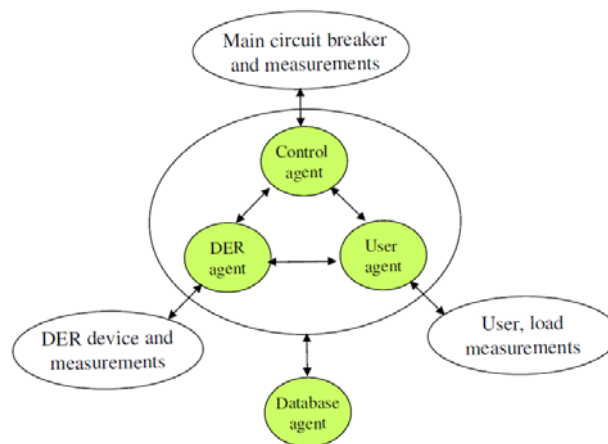 Main circuit breaker
and measurements
Control
agent
DER
agent
User
agent
DER device and
measurements
User, load
measurements
Database
agent